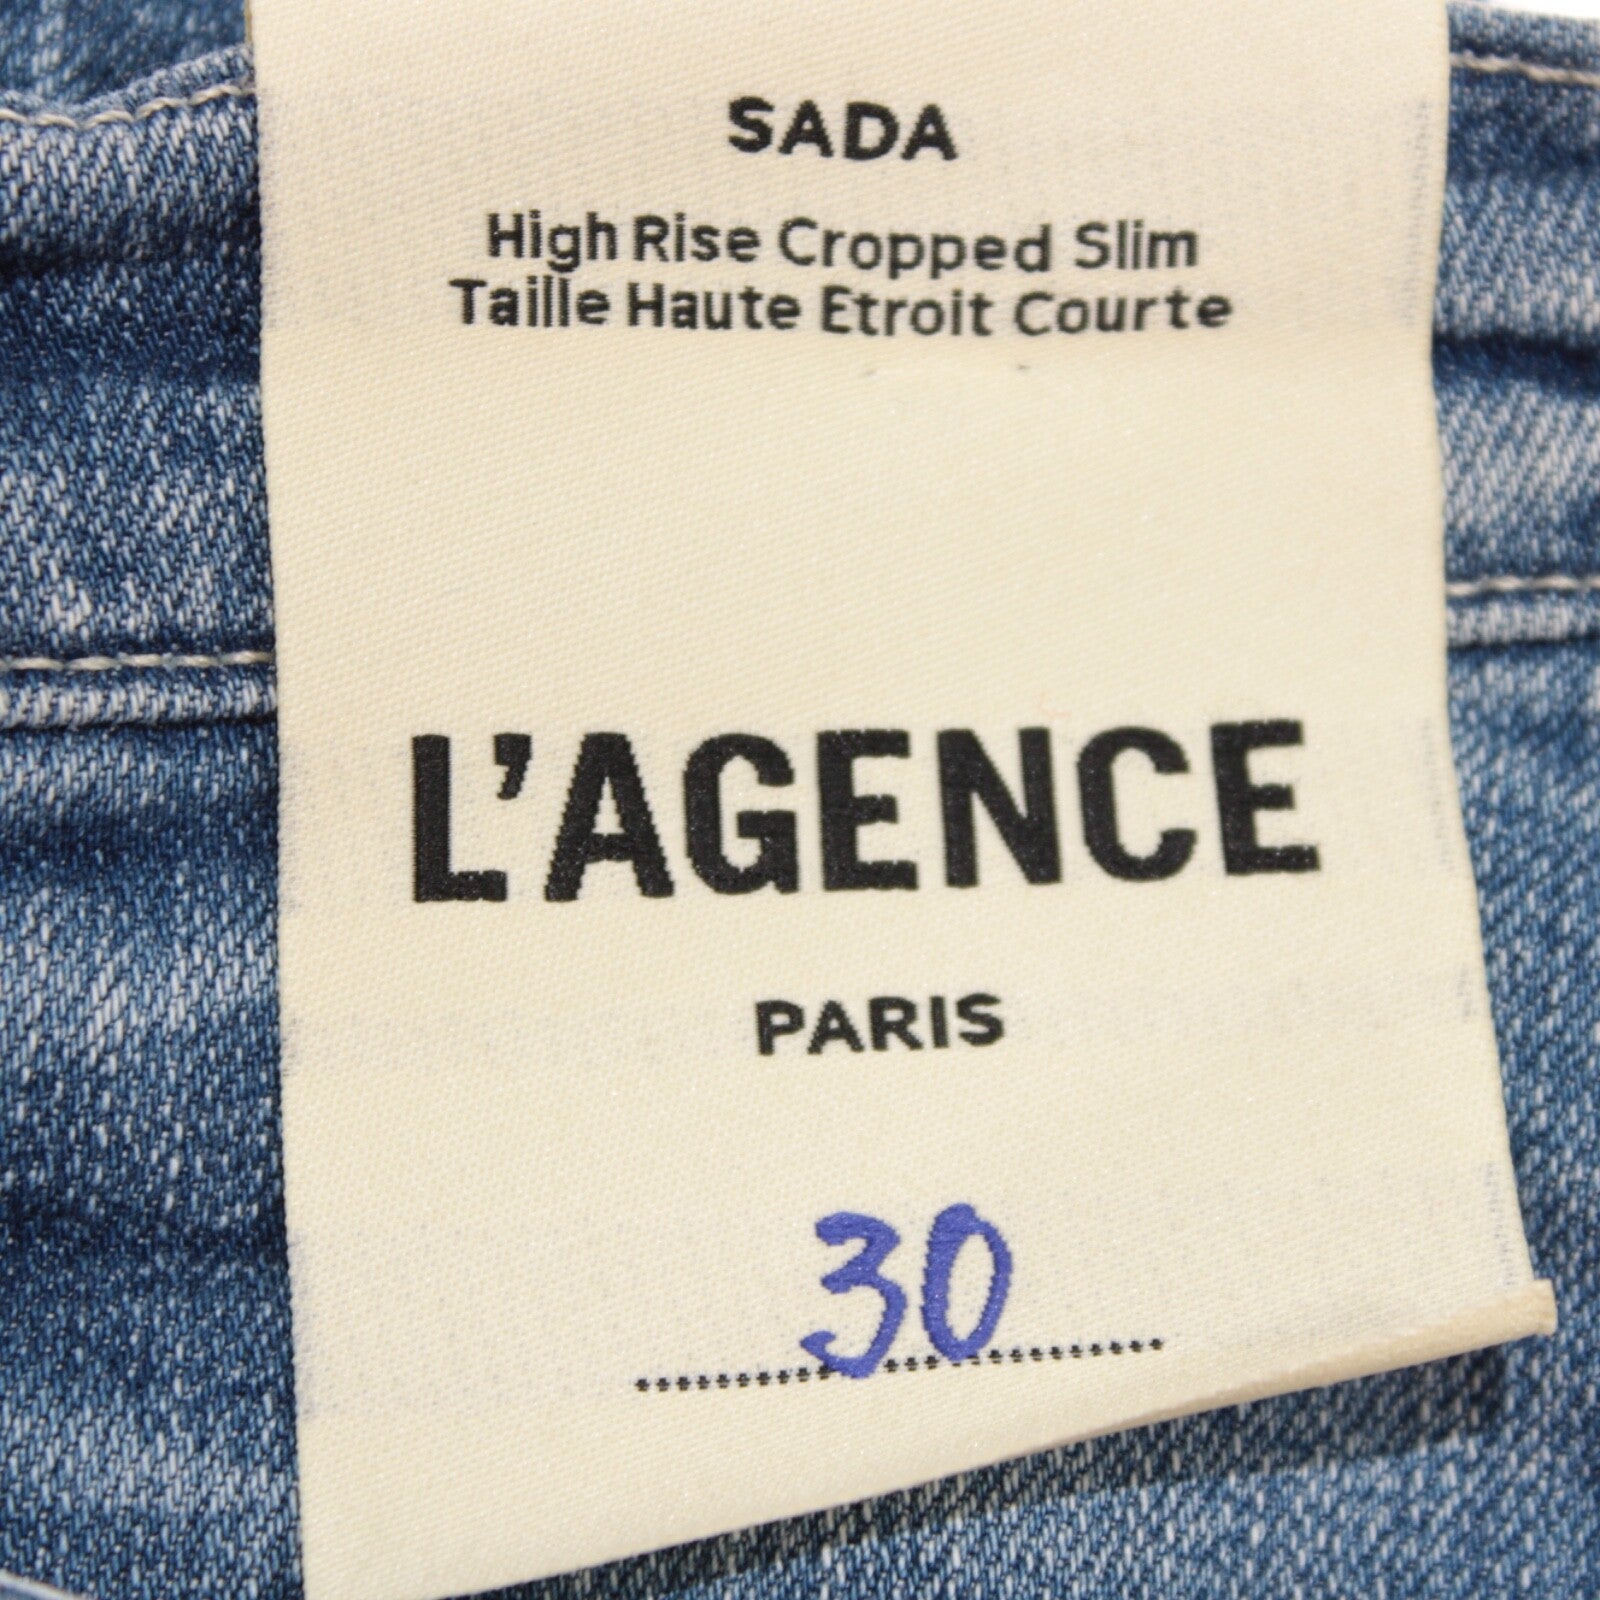 SADA
High Rise Cropped Slim
Taille Haute Etroit Courte
L'AGENCE
PARIS
30